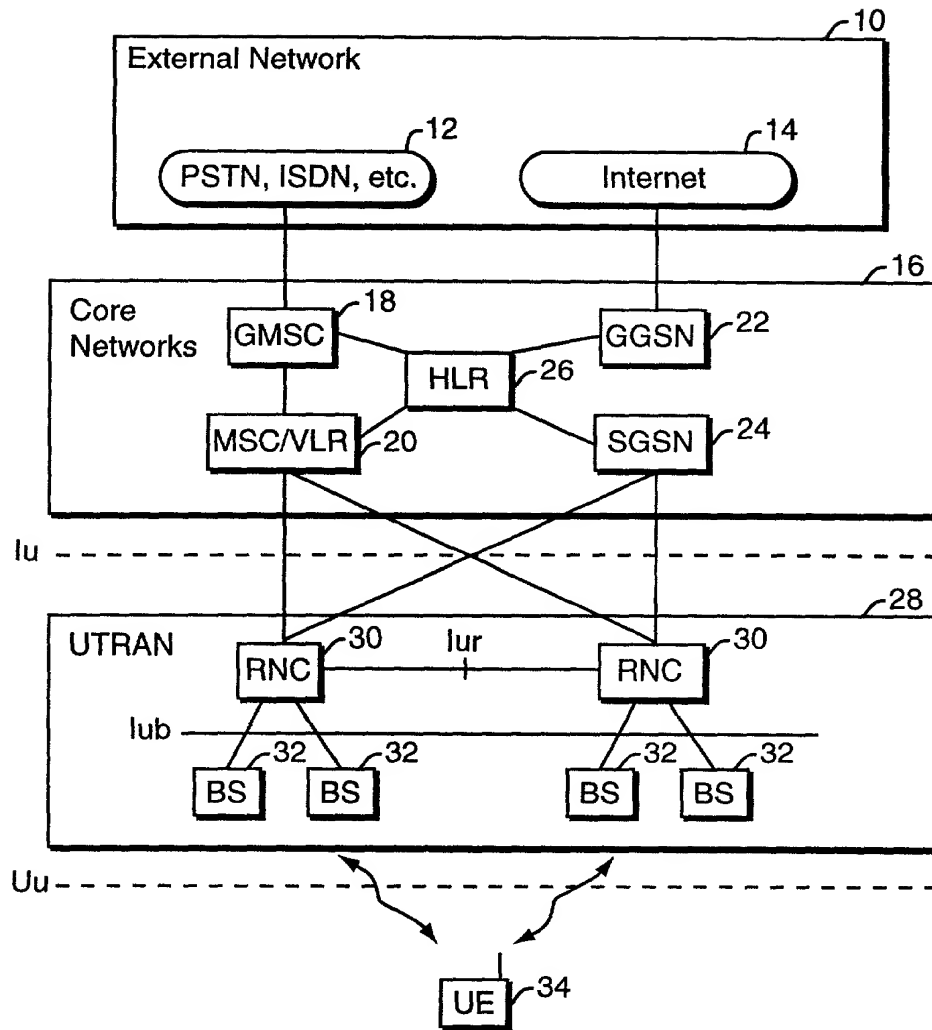 10
External Network
12
14
PSTN, ISDN, etc.
Internet
16
Core
Networks
18
GMSC
GGSN
22
HLR
26
MSC/VLR
20
SGSN
24
Iu
28
UTRAN
30
Iur
30
RNC
RNC
Iub
32
32
32
32
BS
BS
BS
BS
Uu
UE
34